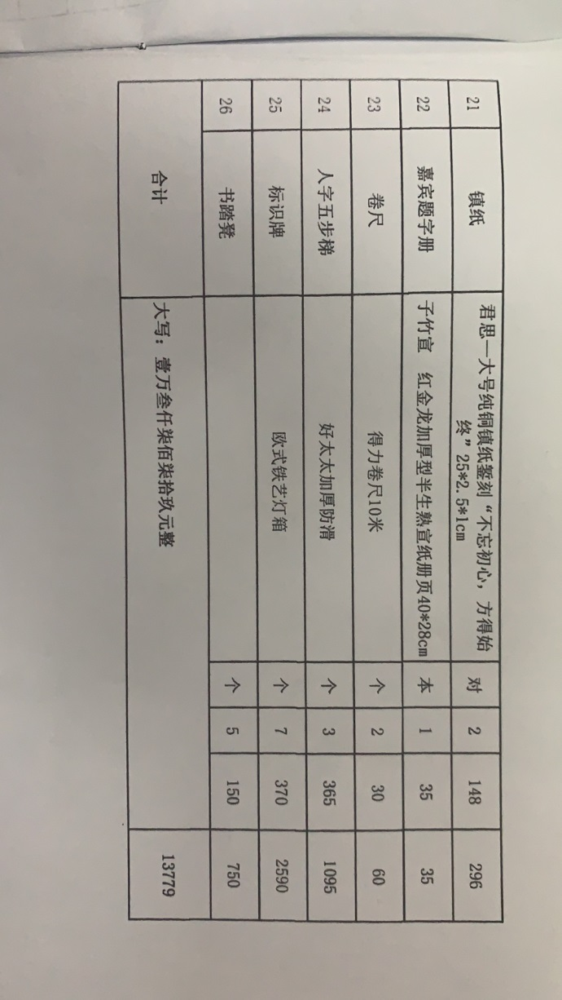 21 镇纸 君思一大号纯铜镇纸錾刻“不忘初心，方得始
终”25*2.5*1cm 对 2 148 296
22 嘉宾题字册 子竹宣 红金龙加厚型半生熟宣纸册页40*28cm 本 1 35 35
23 卷尺 得力卷尺10米 个 2 30 60
24 人字五步梯 好太太加厚防滑 个 3 365 1095
25 标识牌 欧式铁艺灯箱 个 7 370 2590
26 书踏凳 个 5 150 750
合计 大写：壹万叁仟柒佰柒拾玖元整 13779